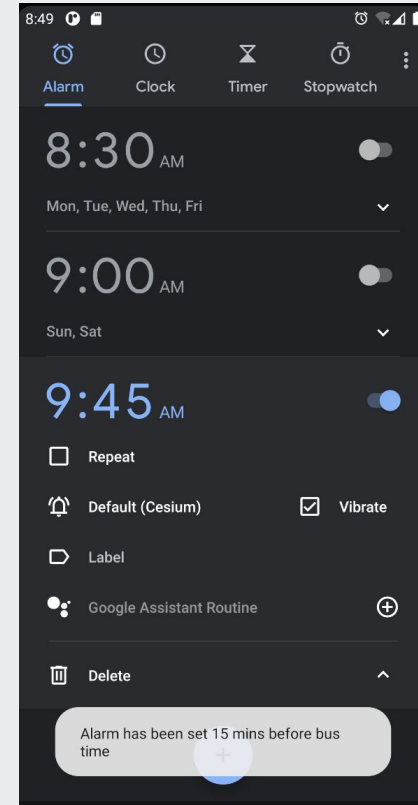 8:49
Alarm Clock Timer Stopwatch
8:30 AM
Mon, Tue, Wed, Thu, Fri
9:00 AM
Sun, Sat
9:45 AM
Repeat
Default (Cesium) Vibrate
Label
Google Assistant Routine
Delete
Alarm has been set 15 mins before bus
time